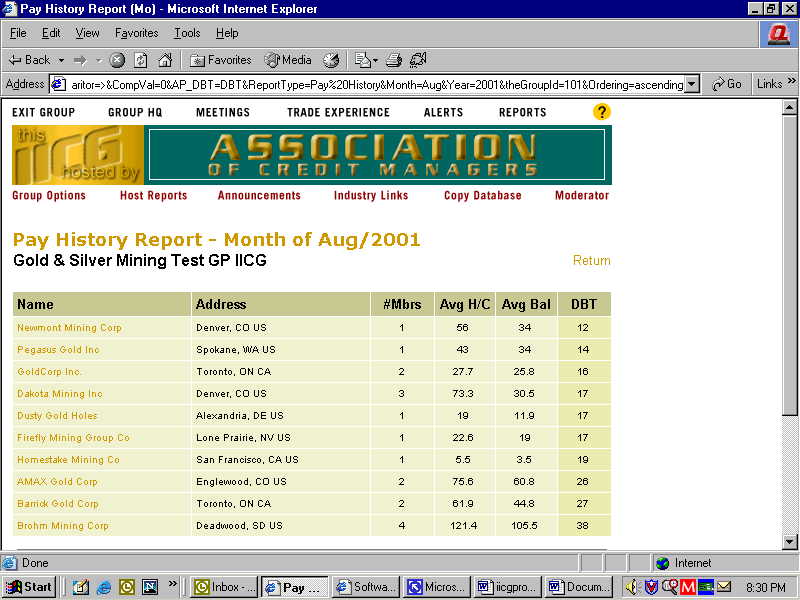 Pay History Report (Mo) - Microsoft Internet Explorer
File Edit View Favorites Tools Help
Back Favorites Media
Address aritor=>&CompVal=0&AP_DBT=DBT&ReportType=Pay%20History&Month=Aug&Year=2001&theGroupId=101&Ordering=ascending Go Links »
EXIT GROUP GROUP HQ MEETINGS TRADE EXPERIENCE ALERTS REPORTS ?
this IICG hosted by
ASSOCIATION
OF CREDIT MANAGERS
Group Options Host Reports Announcements Industry Links Copy Database Moderator
Pay History Report - Month of Aug/2001
Gold & Silver Mining Test GP IICG
Return
Name Address #Mbrs Avg H/C Avg Bal DBT
Newmont Mining Corp Denver, CO US 1 56 34 12
Pegasus Gold Inc Spokane, WA US 1 43 34 14
GoldCorp Inc. Toronto, ON CA 2 27.7 25.8 16
Dakota Mining Inc Denver, CO US 3 73.3 30.5 17
Dusty Gold Holes Alexandria, DE US 1 19 11.9 17
Firefly Mining Group Co Lone Prairie, NV US 1 22.6 19 17
Homestake Mining Co San Francisco, CA US 1 5.5 3.5 19
AMAX Gold Corp Englewood, CO US 2 75.6 60.8 26
Barrick Gold Corp Toronto, ON CA 2 61.9 44.8 27
Brohm Mining Corp Deadwood, SD US 4 121.4 105.5 38
Done Internet
Start » Inbox - ... Pay ... Softwa... Micros... iicgpro... Docum... 8:30 PM